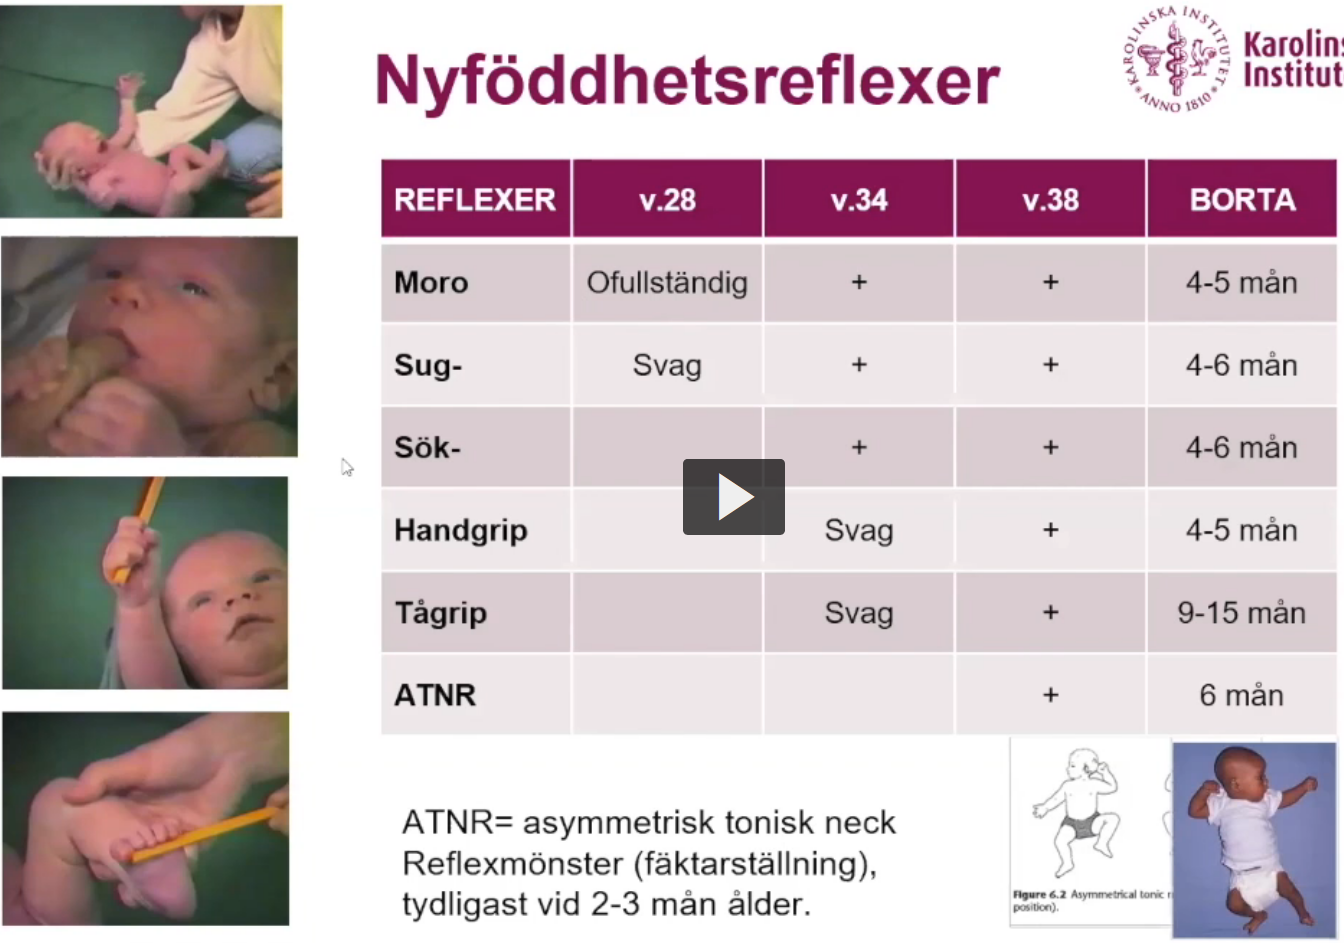 Nyföddhetsreflexer
KAROLINSKA INSTITUTET
ANNO 1810
Karolins
Institut
REFLEXER v.28 v.34 v.38 BORTA
Moro Ofullständig + + 4-5 mån
Sug- Svag + + 4-6 mån
Sök- + + 4-6 mån
Handgrip Svag + 4-5 mån
Tågrip Svag + 9-15 mån
ATNR + 6 mån
ATNR= asymmetrisk tonisk neck
Reflexmönster (fäktarställning),
tydligast vid 2-3 mån ålder.
Figure 6.2 Asymmetrical tonic
position).